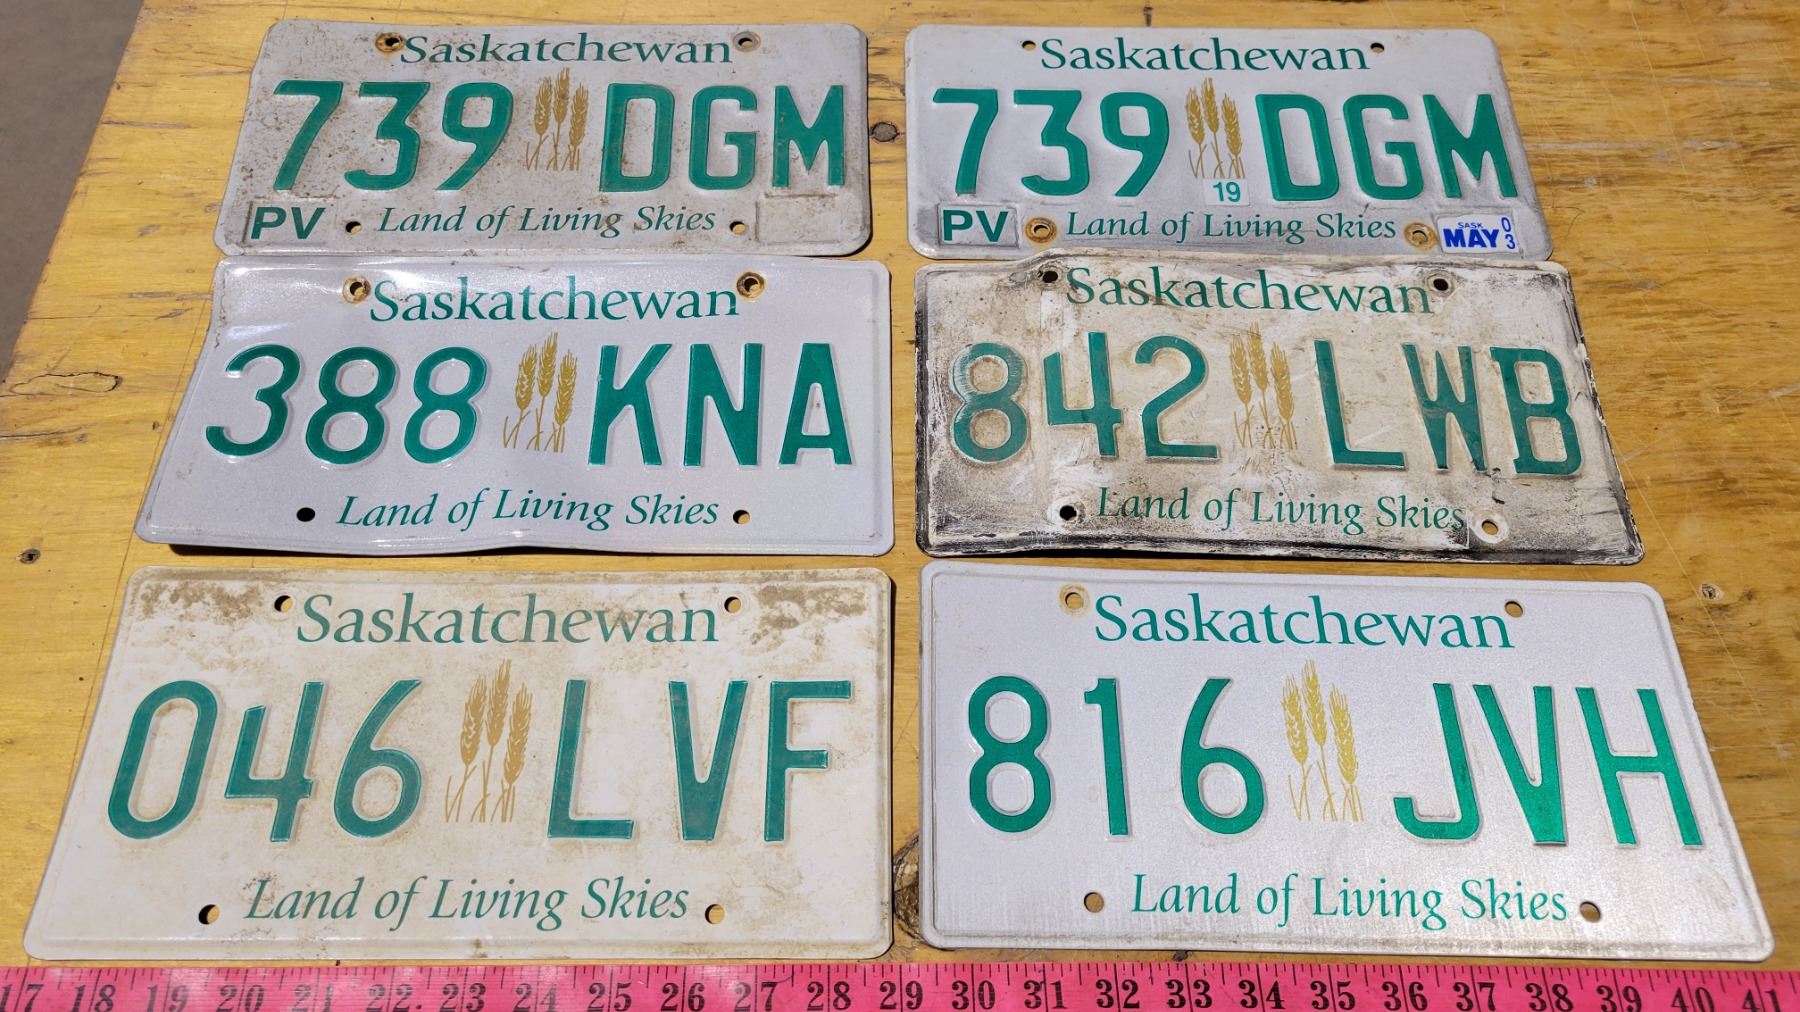 Saskatchewan
739 DGM
PV Land of Living Skies
Saskatchewan
739 DGM
19
PV Land of Living Skies SASK MAY 03
Saskatchewan
388 KNA
Land of Living Skies
Saskatchewan
842 LWB
Land of Living Skies
Saskatchewan
046 LVF
Land of Living Skies
Saskatchewan
816 JVH
Land of Living Skies
17 18 19 20 21 22 23 24 25 26 27 28 29 30 31 32 33 34 35 36 37 38 39 40 41